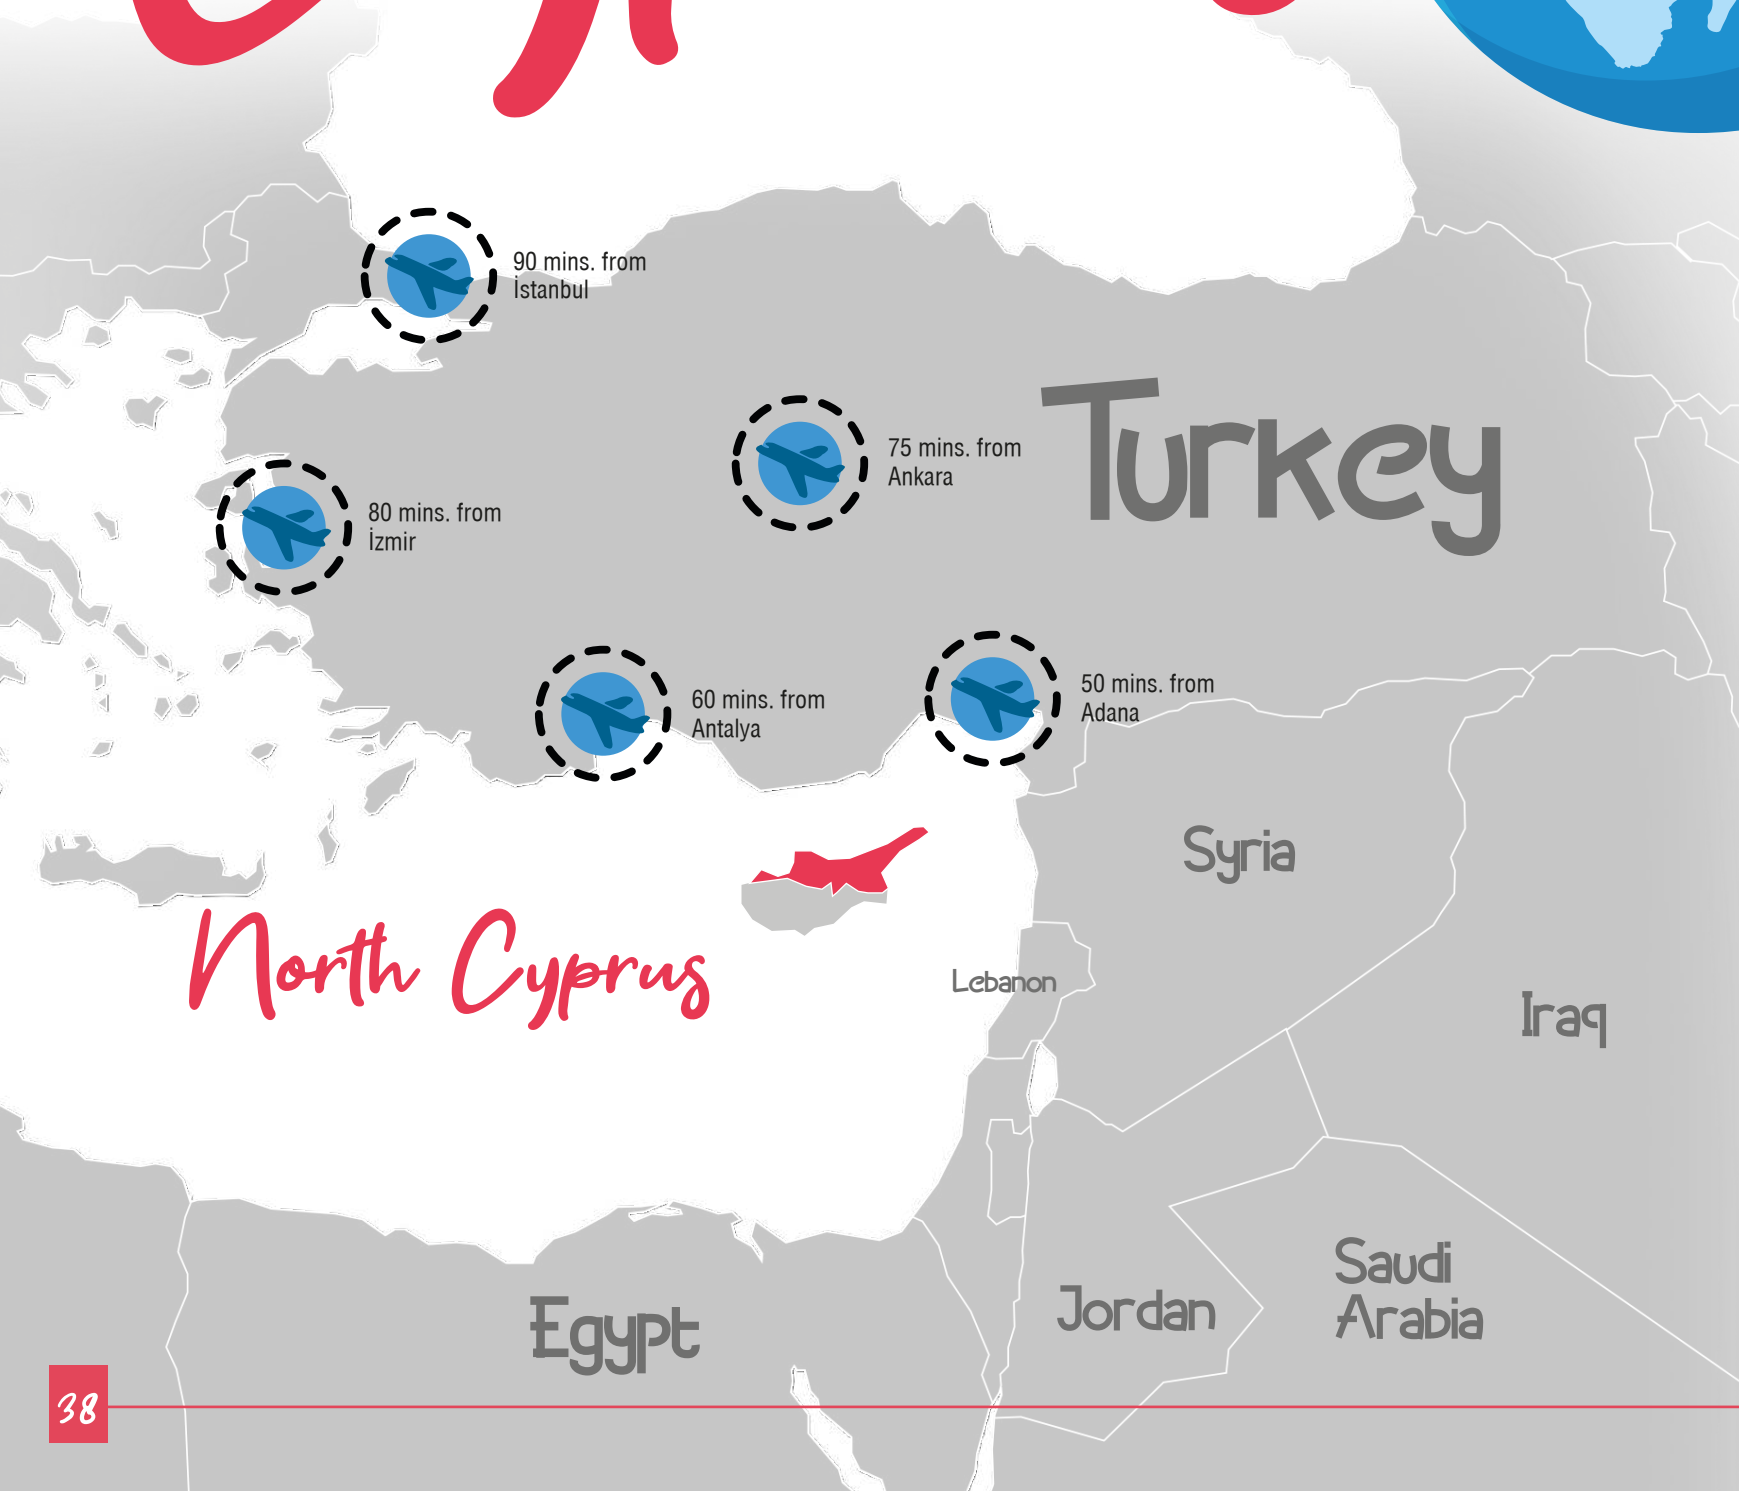 90 mins. from
İstanbul
75 mins. from
Ankara
Turkey
80 mins. from
İzmir
60 mins. from
Antalya
50 mins. from
Adana
Syria
North Cyprus
Lebanon
Iraq
Saudi
Arabia
Jordan
Egypt
38